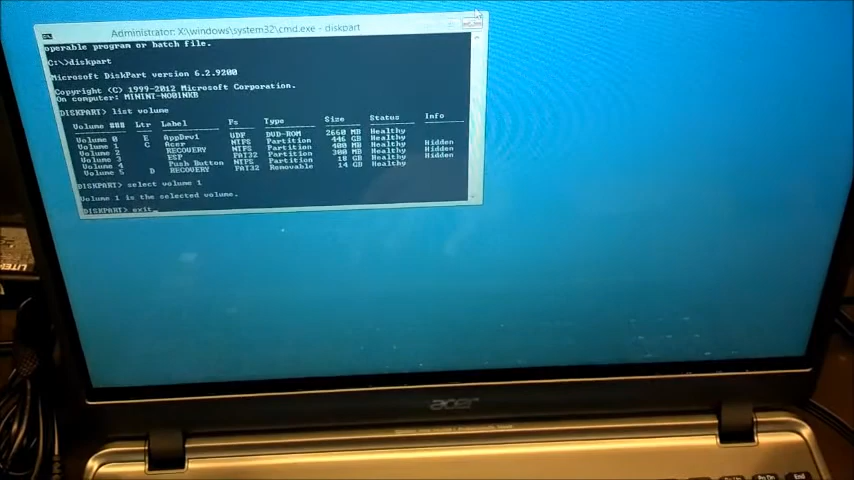 Administrator: X:\windows\system32\cmd.exe - diskpart
operable program or batch file.
C:\>diskpart
Microsoft DiskPart version 6.2.9200
Copyright (C) 1999-2012 Microsoft Corporation.
On computer: MININT-N001NKB
DISKPART> list volume
Volume ### Ltr Label Fs Type Size Status Info
Volume 0 E AppDrv1 UDF DVD-ROM 2660 MB Healthy
Volume 1 C Acer NTFS Partition 446 GB Healthy
Volume 2 RECOVERY NTFS Partition 400 MB Healthy Hidden
Volume 3 ESP FAT32 Partition 300 MB Healthy Hidden
Volume 4 Push Button NTFS Partition 18 GB Healthy Hidden
Volume 5 D RECOVERY FAT32 Removable 14 GB Healthy
DISKPART> select volume 1
Volume 1 is the selected volume.
DISKPART> exit_
acer
End